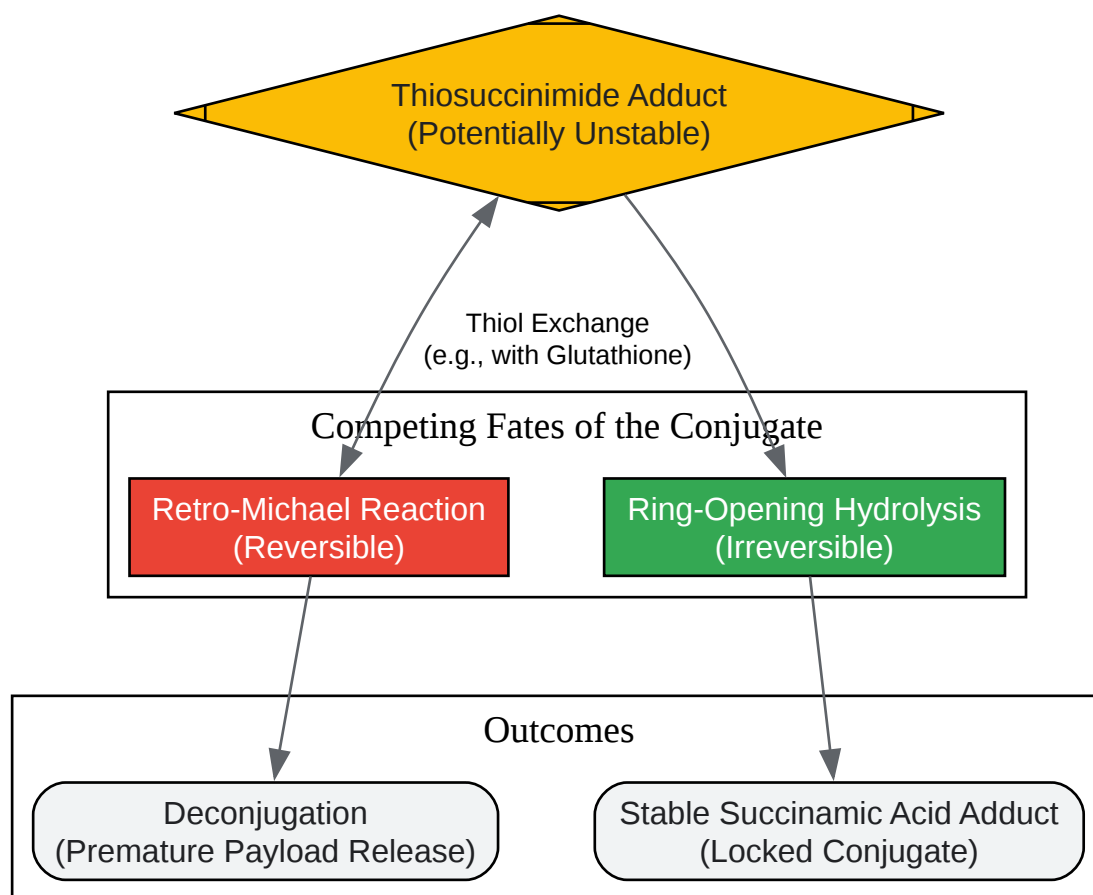 Thiosuccinimide Adduct
(Potentially Unstable)
Thiol Exchange
(e.g., with Glutathione)
Competing Fates of the Conjugate
Retro-Michael Reaction
(Reversible)
Ring-Opening Hydrolysis
(Irreversible)
Outcomes
Deconjugation
(Premature Payload Release)
Stable Succinamic Acid Adduct
(Locked Conjugate)